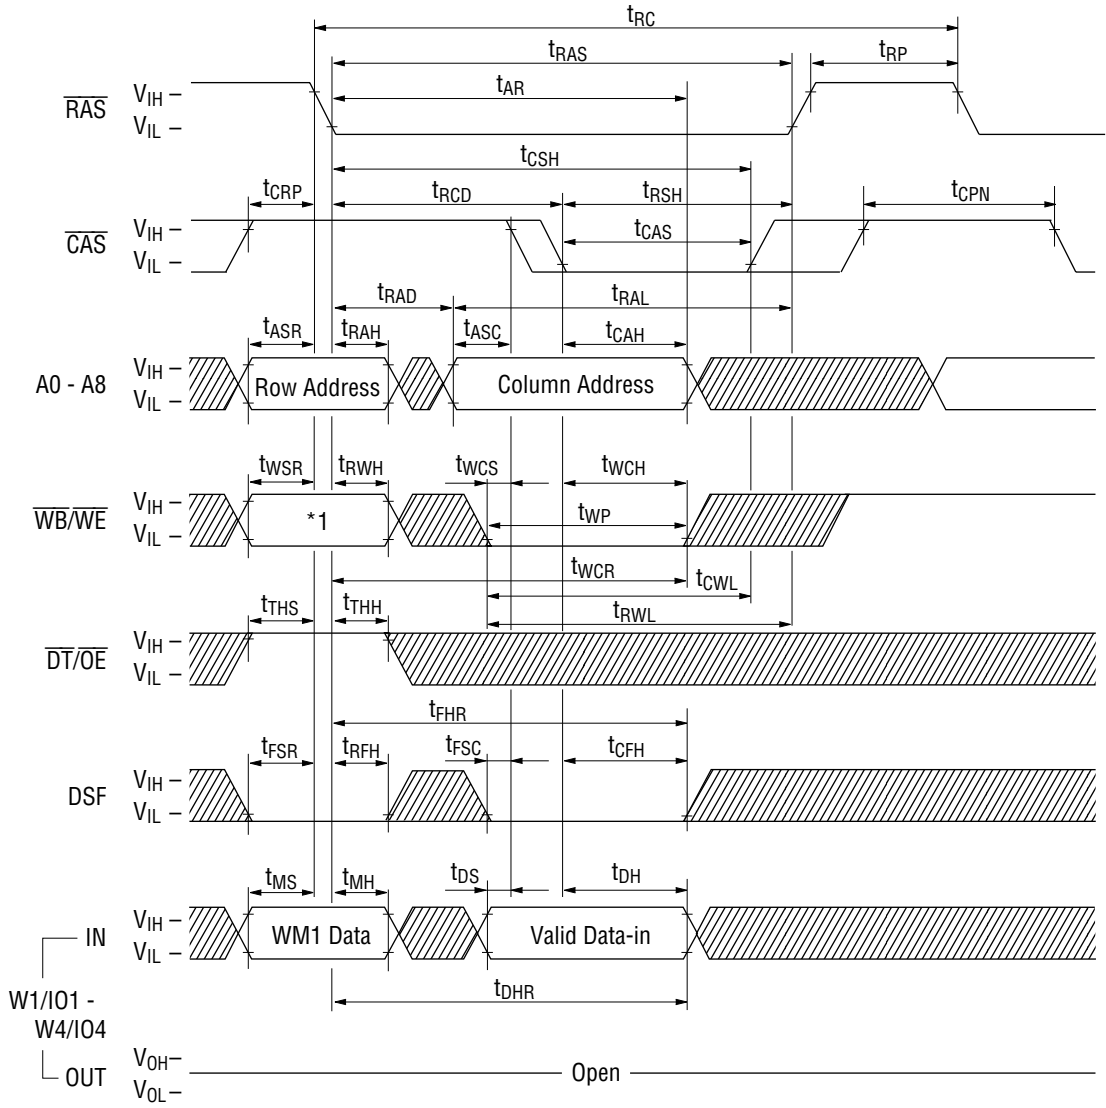 tRC
tRAS
tRP
tAR
RAS
VIH –
VIL –
tCSH
tCRP
tRCD
tRSH
tCPN
CAS
VIH –
VIL –
tCAS
tRAD
tRAL
tASR
tRAH
tASC
tCAH
A0 - A8
VIH –
VIL –
Row Address
Column Address
tWSR
tRWH
tWCS
tWCH
WB/WE
VIH –
VIL –
*1
tWP
tWCR
tCWL
tTHS
tTHH
tRWL
DT/OE
VIH –
VIL –
tFHR
tFSR
tRFH
tFSC
tCFH
DSF
VIH –
VIL –
tMS
tMH
tDS
tDH
IN
VIH –
VIL –
WM1 Data
Valid Data-in
tDHR
W1/IO1 -
W4/IO4
OUT
VOH –
VOL –
Open